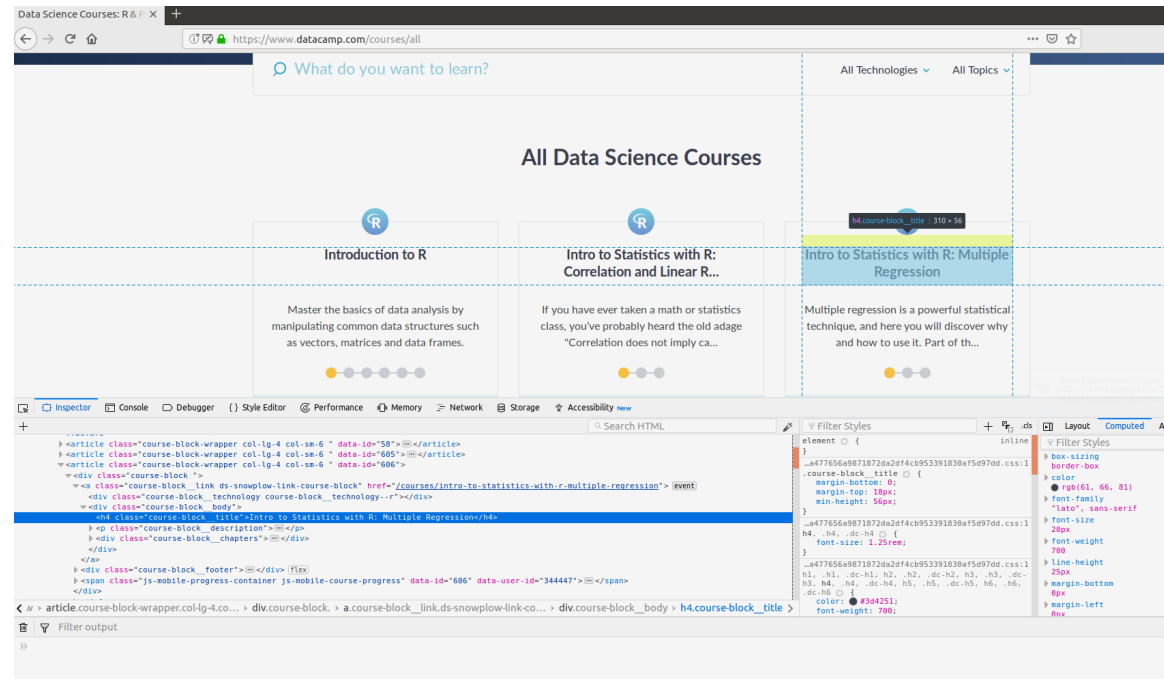 Data Science Courses: R & P
https://www.datacamp.com/courses/all
What do you want to learn?
All Technologies
All Topics
All Data Science Courses
h4.course-block__title | 310 × 56
Introduction to R
Intro to Statistics with R:
Correlation and Linear R...
Intro to Statistics with R: Multiple
Regression
Master the basics of data analysis by
manipulating common data structures such
as vectors, matrices and data frames.
If you have ever taken a math or statistics
class, you've probably heard the old adage
"Correlation does not imply ca...
Multiple regression is a powerful statistical
technique, and here you will discover why
and how to use it. Part of th...
Inspector Console Debugger {} Style Editor Performance Memory Network Storage Accessibility New
+ Search HTML
<article class="course-block-wrapper col-lg-4 col-sm-6 " data-id="58"></article>
<article class="course-block-wrapper col-lg-4 col-sm-6 " data-id="605"></article>
<article class="course-block-wrapper col-lg-4 col-sm-6 " data-id="606">
<div class="course-block ">
<a class="course-block__link ds-snowplow-link-course-block" href="/courses/intro-to-statistics-with-r-multiple-regression"> event
<div class="course-block__technology course-block__technology--r"></div>
<div class="course-block__body">
<h4 class="course-block__title">Intro to Statistics with R: Multiple Regression</h4>
<p class="course-block__description"></p>
<div class="course-block__chapters"></div>
</div>
</a>
<div class="course-block__footer"></div> flex
<span class="js-mobile-progress-container js-mobile-course-progress" data-id="606" data-user-id="344447"></span>
</div>
article.course-block-wrapper.col-lg-4.co... > div.course-block. > a.course-block__link.ds-snowplow-link-co... > div.course-block__body > h4.course-block__title
Filter output
»
Filter Styles + .cls
element { inline
}
…a477656a9871872da2df4cb953391830af5d97dd.css:1
.course-block__title {
margin-bottom: 0;
margin-top: 18px;
min-height: 56px;
}
…a477656a9871872da2df4cb953391830af5d97dd.css:1
h4, .h4, .dc-h4 {
font-size: 1.25rem;
}
…a477656a9871872da2df4cb953391830af5d97dd.css:1
h1, .h1, .dc-h1, h2, .h2, .dc-h2, h3, .h3, .dc-
h3, h4, .h4, .dc-h4, h5, .h5, .dc-h5, h6, .h6,
.dc-h6 {
color: #3d4251;
font-weight: 700;
Layout Computed A
Filter Styles
box-sizing
border-box
color
rgb(61, 66, 81)
font-family
"lato", sans-serif
font-size
20px
font-weight
700
line-height
25px
margin-bottom
0px
margin-left
0px